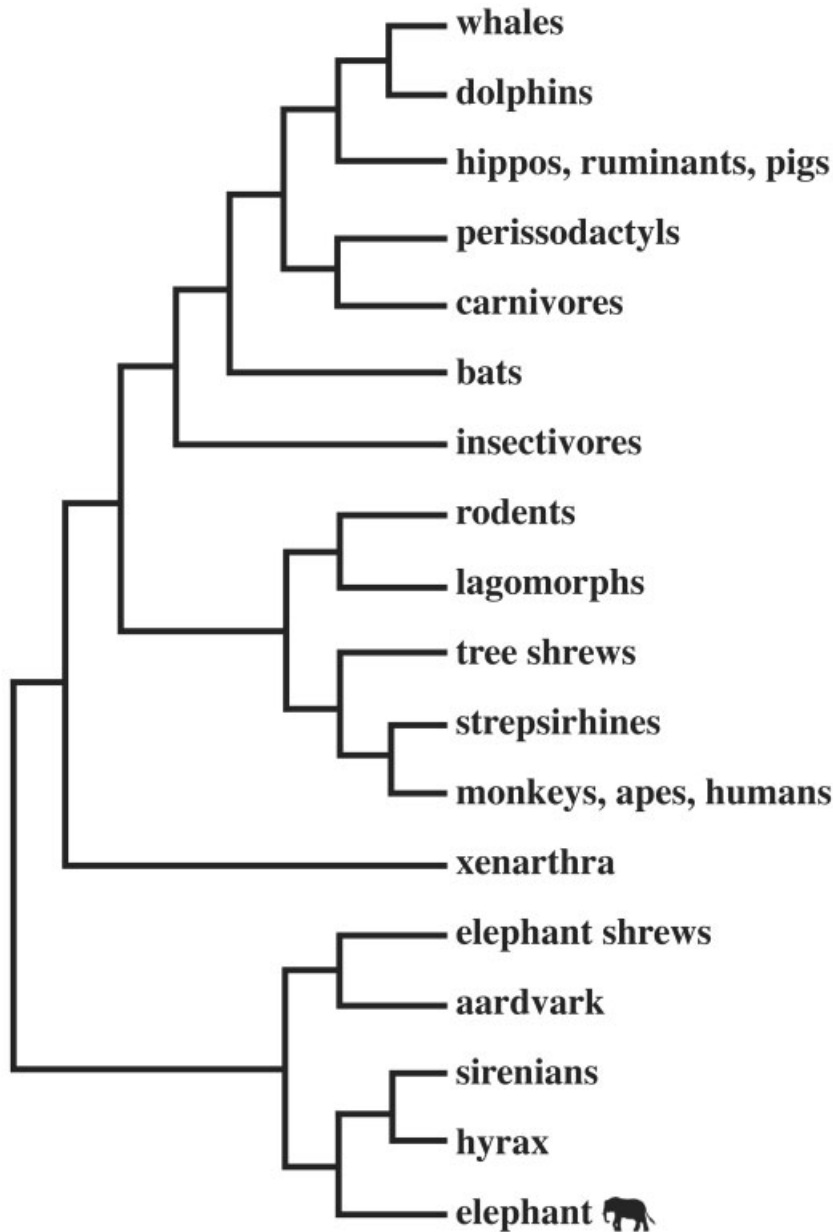 whales
dolphins
hippos, ruminants, pigs
perissodactyls
carnivores
bats
insectivores
rodents
lagomorphs
tree shrews
strepsirhines
monkeys, apes, humans
xenarthra
elephant shrews
aardvark
sirenians
hyrax
elephant